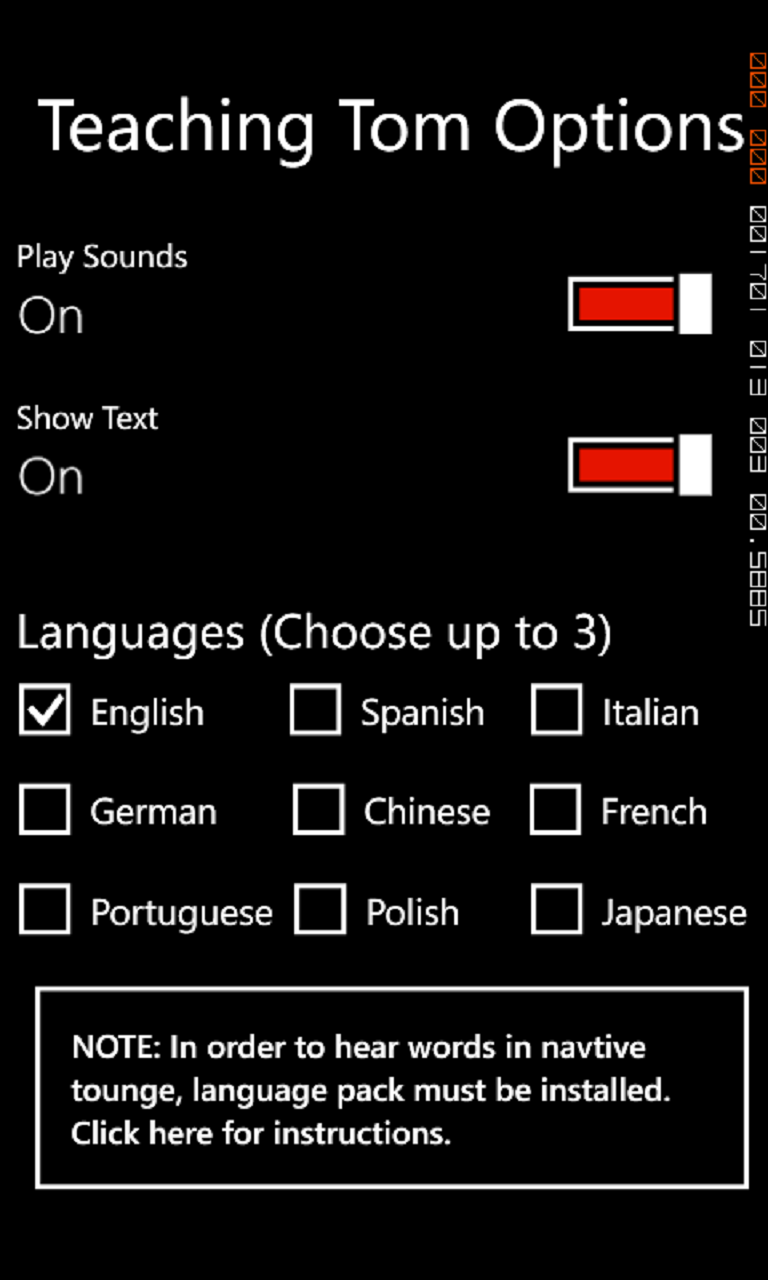 Teaching Tom Options
Play Sounds
On
Show Text
On
Languages (Choose up to 3)
English Spanish Italian
German Chinese French
Portuguese Polish Japanese
NOTE: In order to hear words in navtive
tounge, language pack must be installed.
Click here for instructions.
000 000 001701 013 003 00.5885